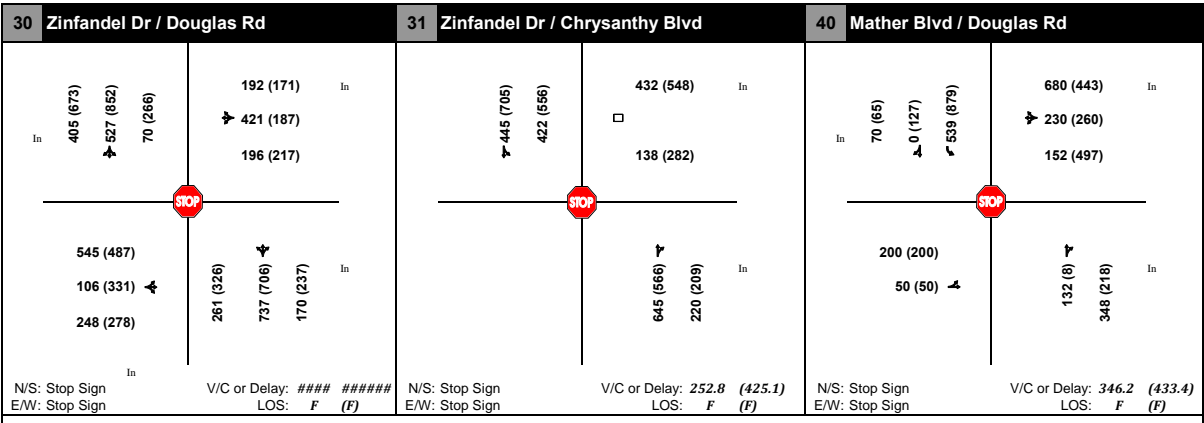 30 Zinfandel Dr / Douglas Rd
405 (673)
527 (852)
70 (266)
192 (171)
421 (187)
196 (217)
In
In
STOP
545 (487)
106 (331)
248 (278)
261 (326)
737 (706)
170 (237)
In
In
N/S: Stop Sign V/C or Delay: #### ######
E/W: Stop Sign LOS: F (F)
31 Zinfandel Dr / Chrysanthy Blvd
445 (705)
422 (556)
432 (548)
138 (282)
In
STOP
645 (566)
220 (209)
In
N/S: Stop Sign V/C or Delay: 252.8 (425.1)
E/W: Stop Sign LOS: F (F)
40 Mather Blvd / Douglas Rd
70 (65)
0 (127)
539 (879)
680 (443)
230 (260)
152 (497)
In
In
STOP
200 (200)
50 (50)
132 (8)
348 (218)
In
N/S: Stop Sign V/C or Delay: 346.2 (433.4)
E/W: Stop Sign LOS: F (F)